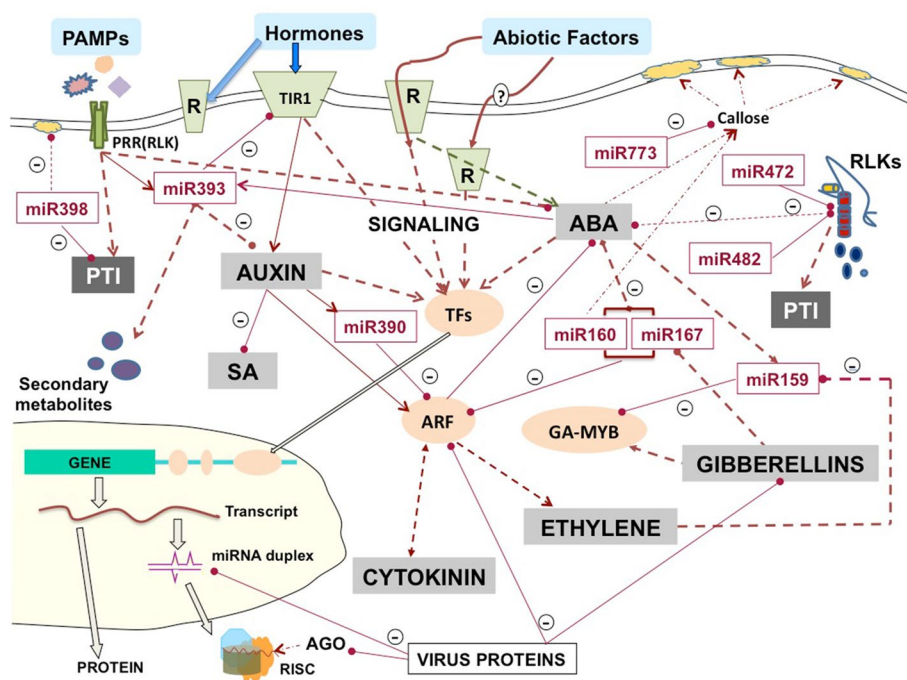 PAMPs
Hormones
Abiotic Factors
R
TIR1
R
?
Callose
PRR(RLK)
-
-
miR773
RLKs
miR393
miR472
R
-
miR398
-
SIGNALING
ABA
-
-
miR482
PTI
AUXIN
-
-
PTI
-
miR390
TFs
miR160
miR167
SA
-
-
miR159
-
Secondary
metabolites
ARF
GA-MYB
-
GENE
GIBBERELLINS
Transcript
ETHYLENE
miRNA duplex
CYTOKININ
-
-
AGO
PROTEIN
RISC
VIRUS PROTEINS